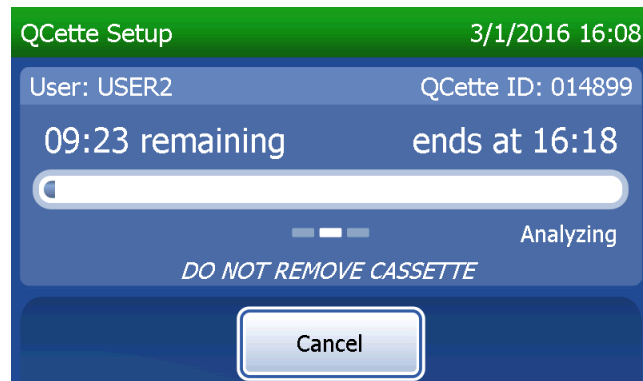 QCette Setup 3/1/2016 16:08
User: USER2 QCette ID: 014899
09:23 remaining ends at 16:18
Analyzing
DO NOT REMOVE CASSETTE
Cancel